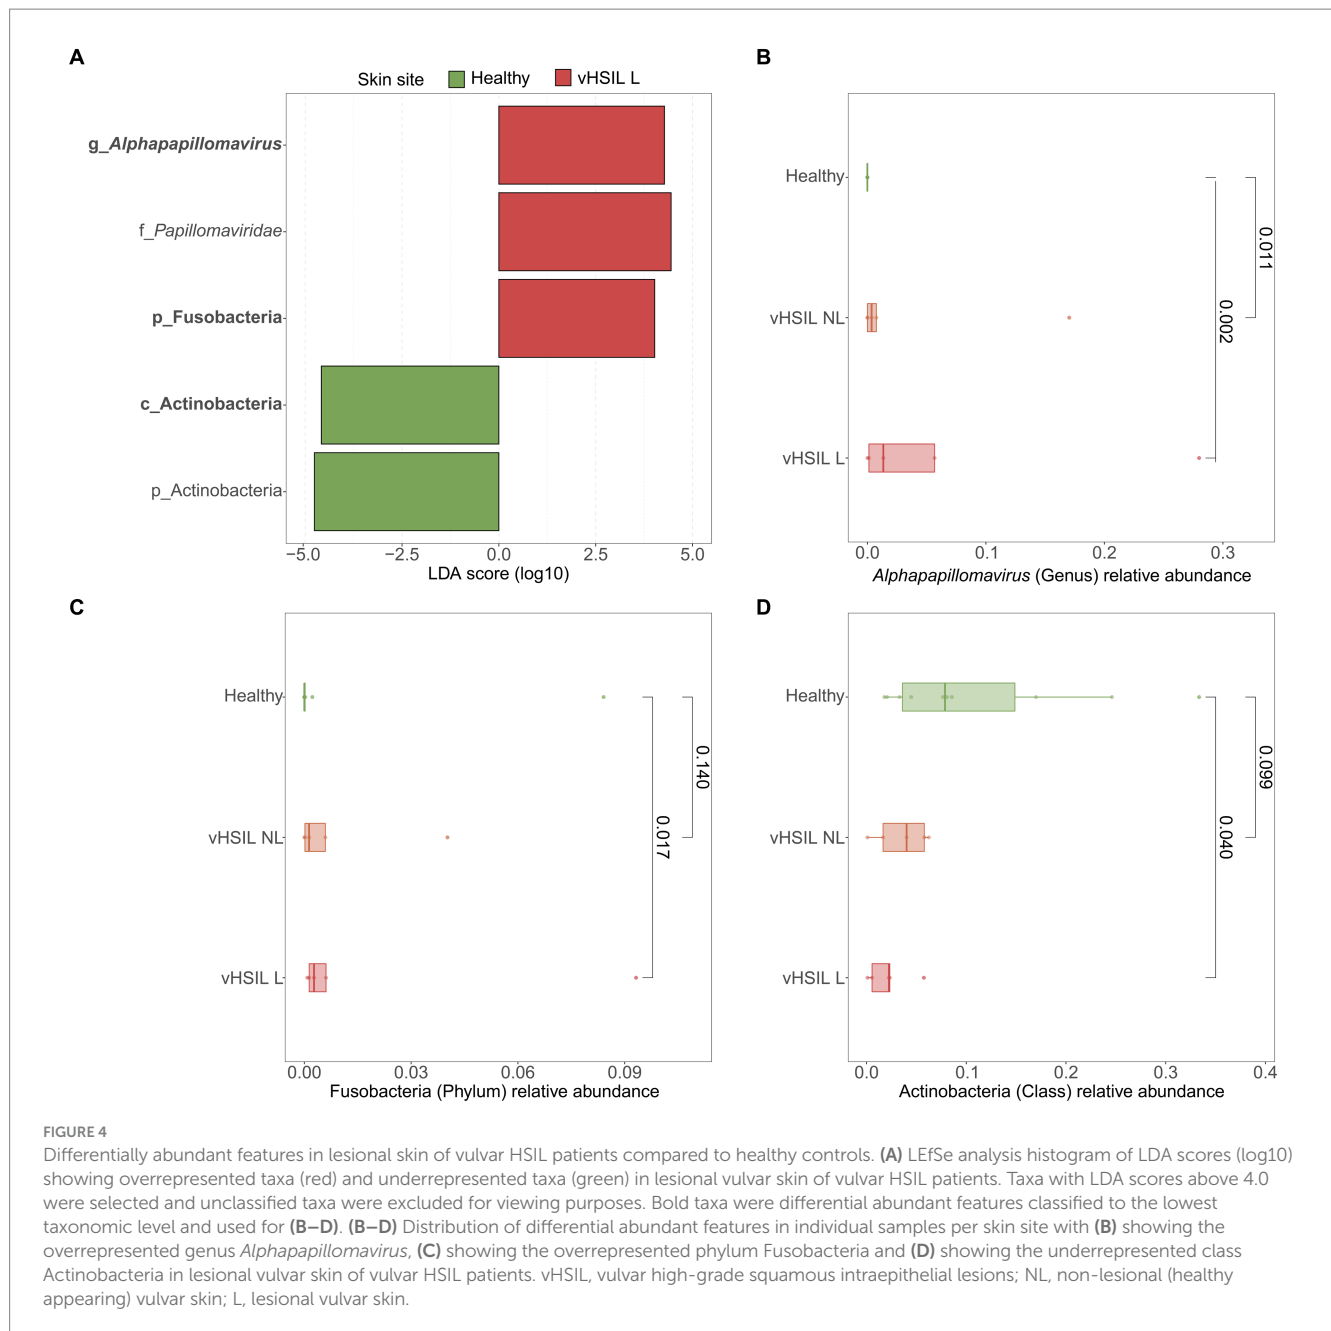 A
Skin site Healthy vHSIL L
g_Alphapapillomavirus
f_Papillomaviridae
p_Fusobacteria
c_Actinobacteria
p_Actinobacteria
−5.0 −2.5 0.0 2.5 5.0
LDA score (log10)
B
Healthy
vHSIL NL
vHSIL L
0.011
0.002
0.0 0.1 0.2 0.3
Alphapapillomavirus (Genus) relative abundance
C
Healthy
vHSIL NL
vHSIL L
0.140
0.017
0.00 0.03 0.06 0.09
Fusobacteria (Phylum) relative abundance
D
Healthy
vHSIL NL
vHSIL L
0.099
0.040
0.0 0.1 0.2 0.3 0.4
Actinobacteria (Class) relative abundance
FIGURE 4
Differentially abundant features in lesional skin of vulvar HSIL patients compared to healthy controls. (A) LEfSe analysis histogram of LDA scores (log10)
showing overrepresented taxa (red) and underrepresented taxa (green) in lesional vulvar skin of vulvar HSIL patients. Taxa with LDA scores above 4.0
were selected and unclassified taxa were excluded for viewing purposes. Bold taxa were differential abundant features classified to the lowest
taxonomic level and used for (B–D). (B–D) Distribution of differential abundant features in individual samples per skin site with (B) showing the
overrepresented genus Alphapapillomavirus, (C) showing the overrepresented phylum Fusobacteria and (D) showing the underrepresented class
Actinobacteria in lesional vulvar skin of vulvar HSIL patients. vHSIL, vulvar high-grade squamous intraepithelial lesions; NL, non-lesional (healthy
appearing) vulvar skin; L, lesional vulvar skin.